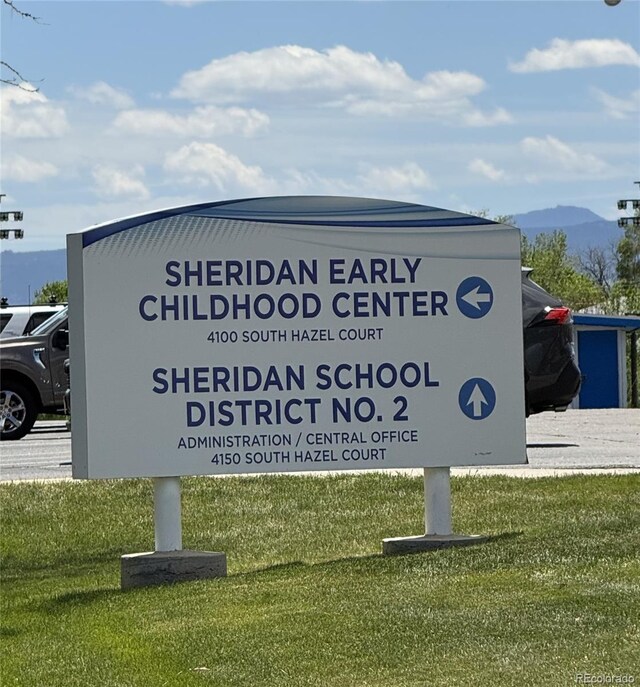 SHERIDAN EARLY
CHILDHOOD CENTER
4100 SOUTH HAZEL COURT
SHERIDAN SCHOOL
DISTRICT NO. 2
ADMINISTRATION / CENTRAL OFFICE
4150 SOUTH HAZEL COURT
REcolorado